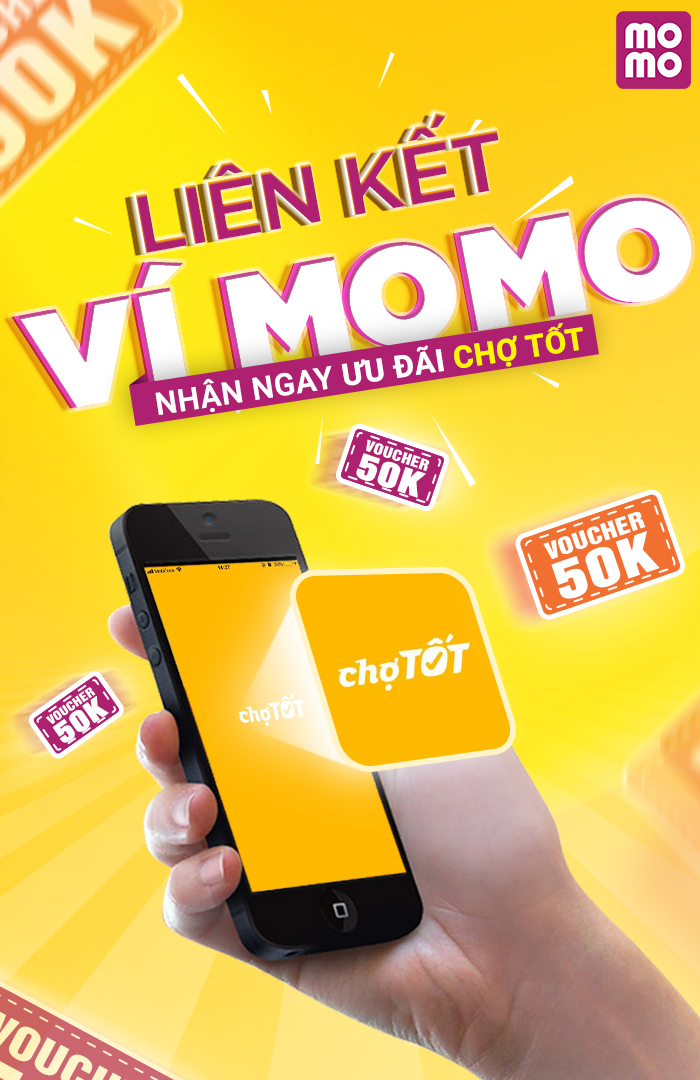 mo
mo
LIÊN KẾT
VÍ MOMO
NHẬN NGAY ƯU ĐÃI CHỢ TỐT
VOUCHER
50K
VOUCHER
50K
chợTỐT
chợTỐT
VOUCHER
50K